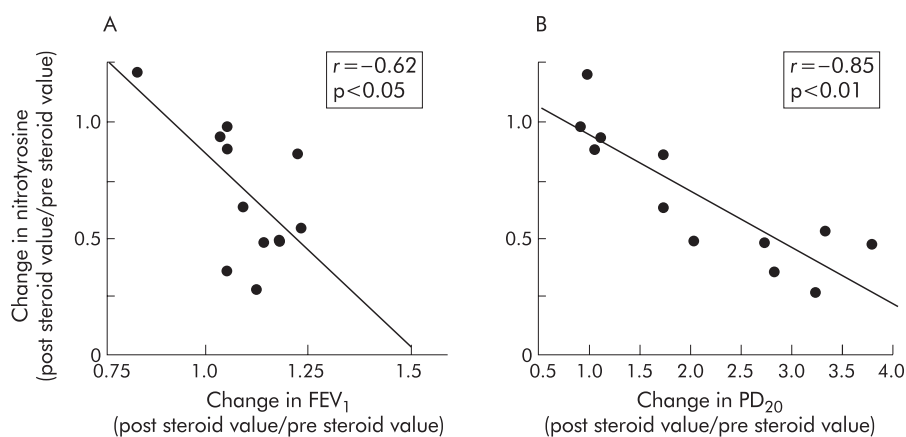 A
Change in nitrotyrosine
(post steroid value/pre steroid value)
1.0
0.5
0
r=−0.62
p<0.05
0.75
1.0
1.25
1.5
Change in FEV1
(post steroid value/pre steroid value)
B
1.0
0.5
0
r=−0.85
p<0.01
0.5
1.0
1.5
2.0
2.5
3.0
3.5
4.0
Change in PD20
(post steroid value/pre steroid value)